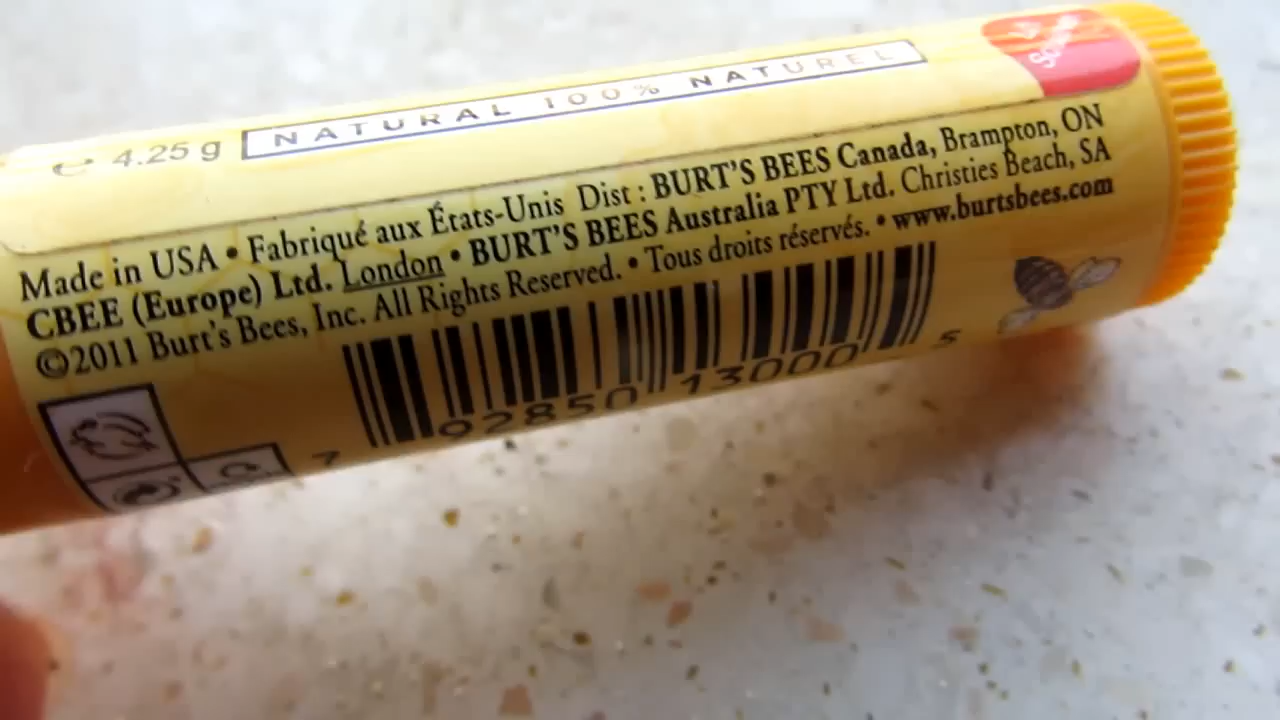 ℮ 4.25 g NATURAL 100% NATUREL
Made in USA • Fabriqué aux États-Unis Dist : BURT'S BEES Canada, Brampton, ON
CBEE (Europe) Ltd. London • BURT'S BEES Australia PTY Ltd. Christies Beach, SA
©2011 Burt's Bees, Inc. All Rights Reserved. • Tous droits réservés. • www.burtsbees.com
7 92850 13000 5